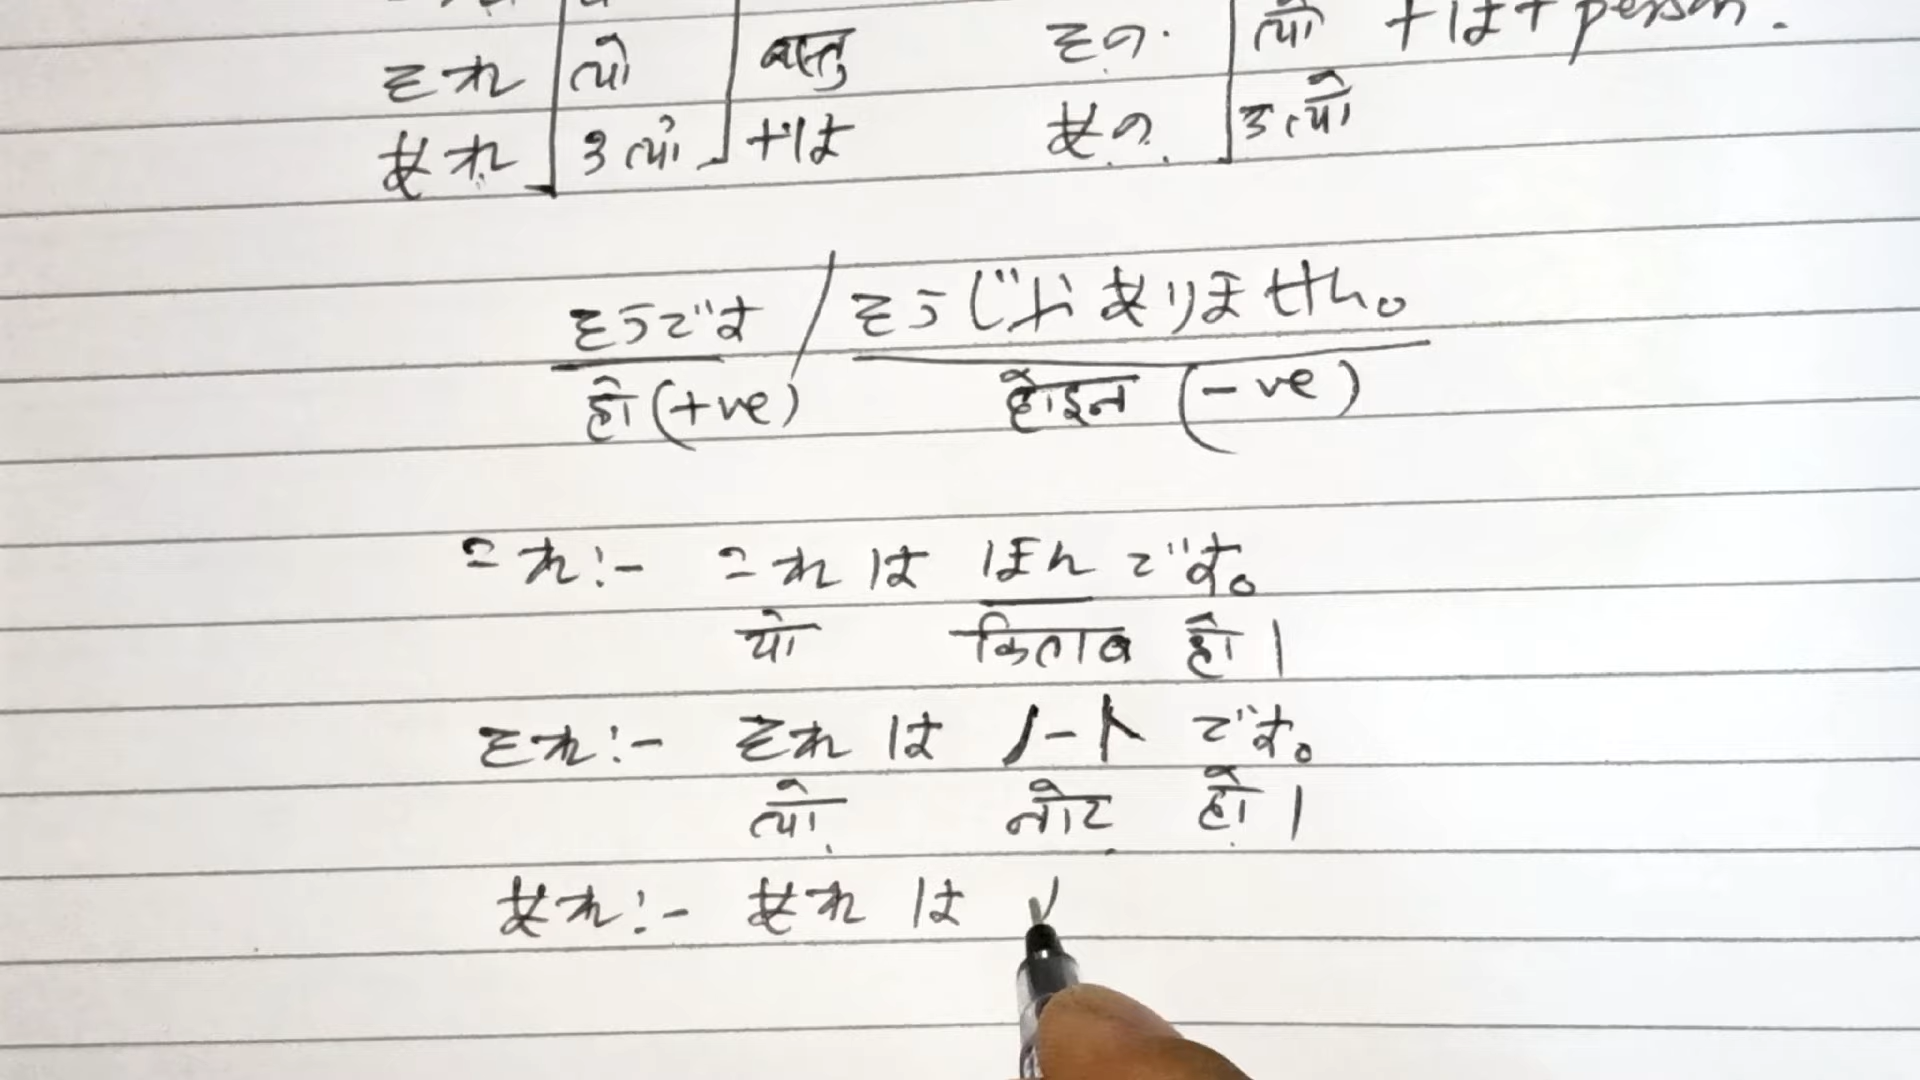 それ त्यो वस्तु その. त्यो +は+ person.
あれ उ त्यो +は あの. उ त्यो
そうです / そうじゃありません。
हो (+ve) होइन (-ve)
これ:- これ は ほん です。
यो किताब हो ।
それ:- それ は ノート です。
त्यो नोट हो ।
あれ:- あれ は